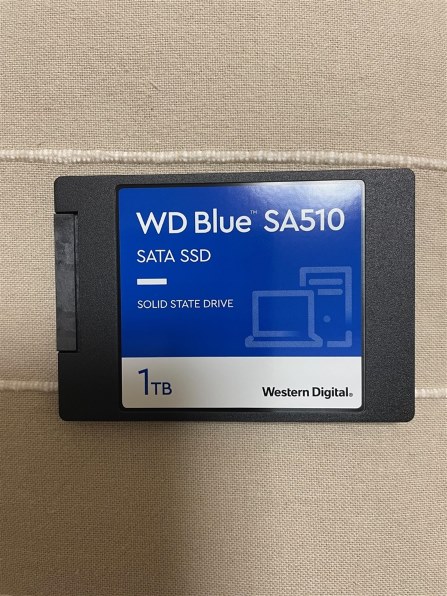 WD Blue™ SA510
SATA SSD
SOLID STATE DRIVE
1TB
Western Digital®